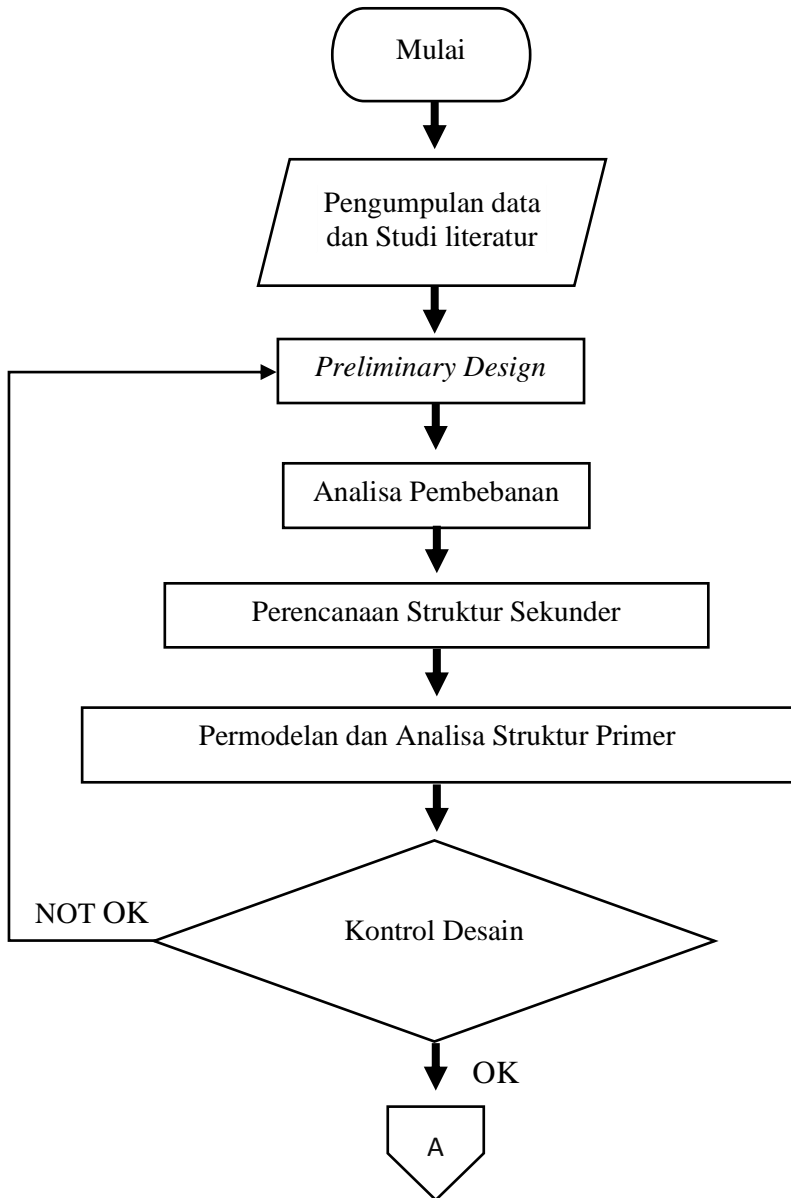 Mulai
Pengumpulan data
dan Studi literatur
Preliminary Design
Analisa Pembebanan
Perencanaan Struktur Sekunder
Permodelan dan Analisa Struktur Primer
NOT OK
Kontrol Desain
OK
A